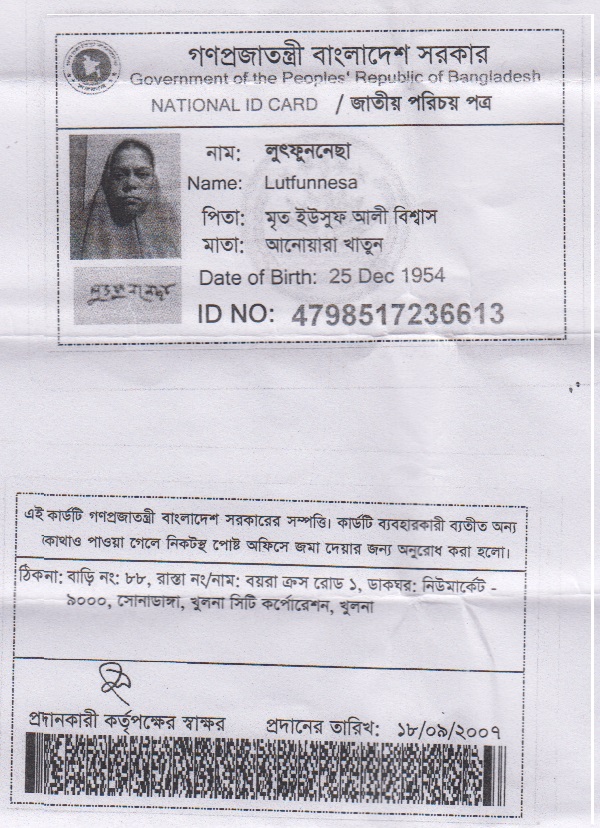 গণপ্রজাতন্ত্রী বাংলাদেশ সরকার
Government of the Peoples' Republic of Bangladesh
NATIONAL ID CARD / জাতীয় পরিচয় পত্র
নাম: লুৎফুননেছা
Name: Lutfunnesa
পিতা: মৃত ইউসুফ আলী বিশ্বাস
মাতা: আনোয়ারা খাতুন
Date of Birth: 25 Dec 1954
ID NO: 4798517236613
এই কার্ডটি গণপ্রজাতন্ত্রী বাংলাদেশ সরকারের সম্পত্তি। কার্ডটি ব্যবহারকারী ব্যতীত অন্য
কোথাও পাওয়া গেলে নিকটস্থ পোষ্ট অফিসে জমা দেয়ার জন্য অনুরোধ করা হলো।
ঠিকানা: বাড়ি নং: ৮৮, রাস্তা নং/নাম: বয়রা ক্রস রোড ১, ডাকঘর: নিউমার্কেট -
৯০০০, সোনাডাঙ্গা, খুলনা সিটি কর্পোরেশন, খুলনা
প্রদানকারী কর্তৃপক্ষের স্বাক্ষর প্রদানের তারিখ: ১৮/০৯/২০০৭